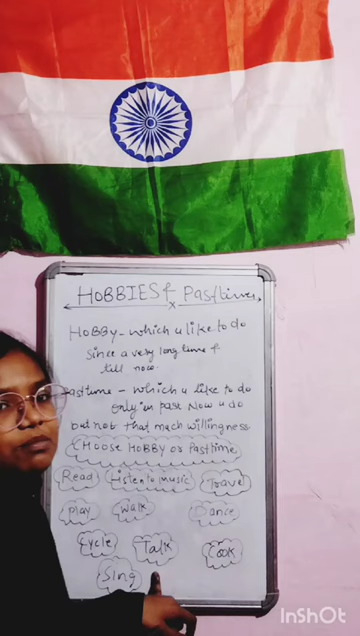 HOBBIES & Pastimes
x
HOBBY - which u like to do
since a very long time &
till now.
Pastime - which u like to do
only in past Now u do
but not that much willingness
CHOOSE HOBBY or Pastime
Read Listen to music Travel
Play Walk Dance
Cycle Talk Cook
Sing
InShOt